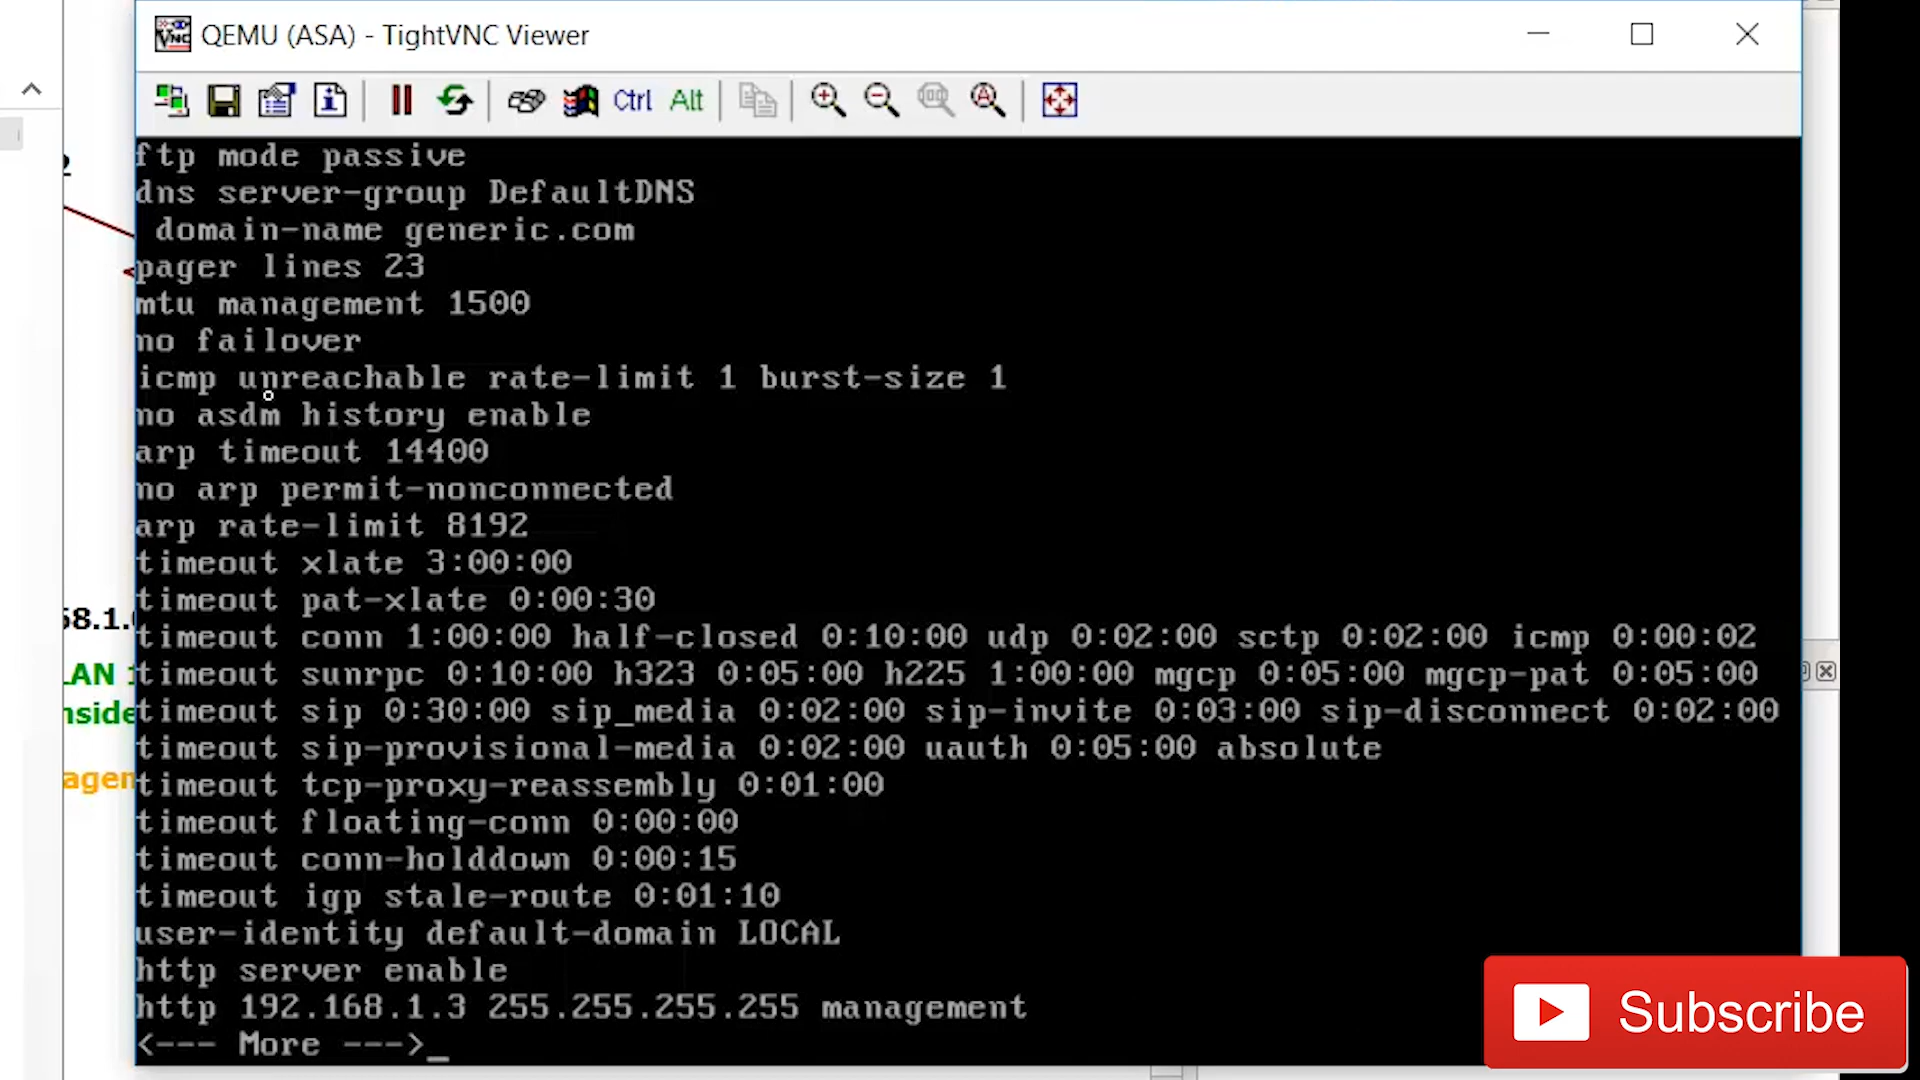 QEMU (ASA) - TightVNC Viewer
Ctrl Alt
ftp mode passive
dns server-group DefaultDNS
domain-name generic.com
pager lines 23
mtu management 1500
no failover
icmp unreachable rate-limit 1 burst-size 1
no asdm history enable
arp timeout 14400
no arp permit-nonconnected
arp rate-limit 8192
timeout xlate 3:00:00
timeout pat-xlate 0:00:30
timeout conn 1:00:00 half-closed 0:10:00 udp 0:02:00 sctp 0:02:00 icmp 0:00:02
timeout sunrpc 0:10:00 h323 0:05:00 h225 1:00:00 mgcp 0:05:00 mgcp-pat 0:05:00
timeout sip 0:30:00 sip_media 0:02:00 sip-invite 0:03:00 sip-disconnect 0:02:00
timeout sip-provisional-media 0:02:00 uauth 0:05:00 absolute
timeout tcp-proxy-reassembly 0:01:00
timeout floating-conn 0:00:00
timeout conn-holddown 0:00:15
timeout igp stale-route 0:01:10
user-identity default-domain LOCAL
http server enable
http 192.168.1.3 255.255.255.255 management
<--- More --->_
Subscribe